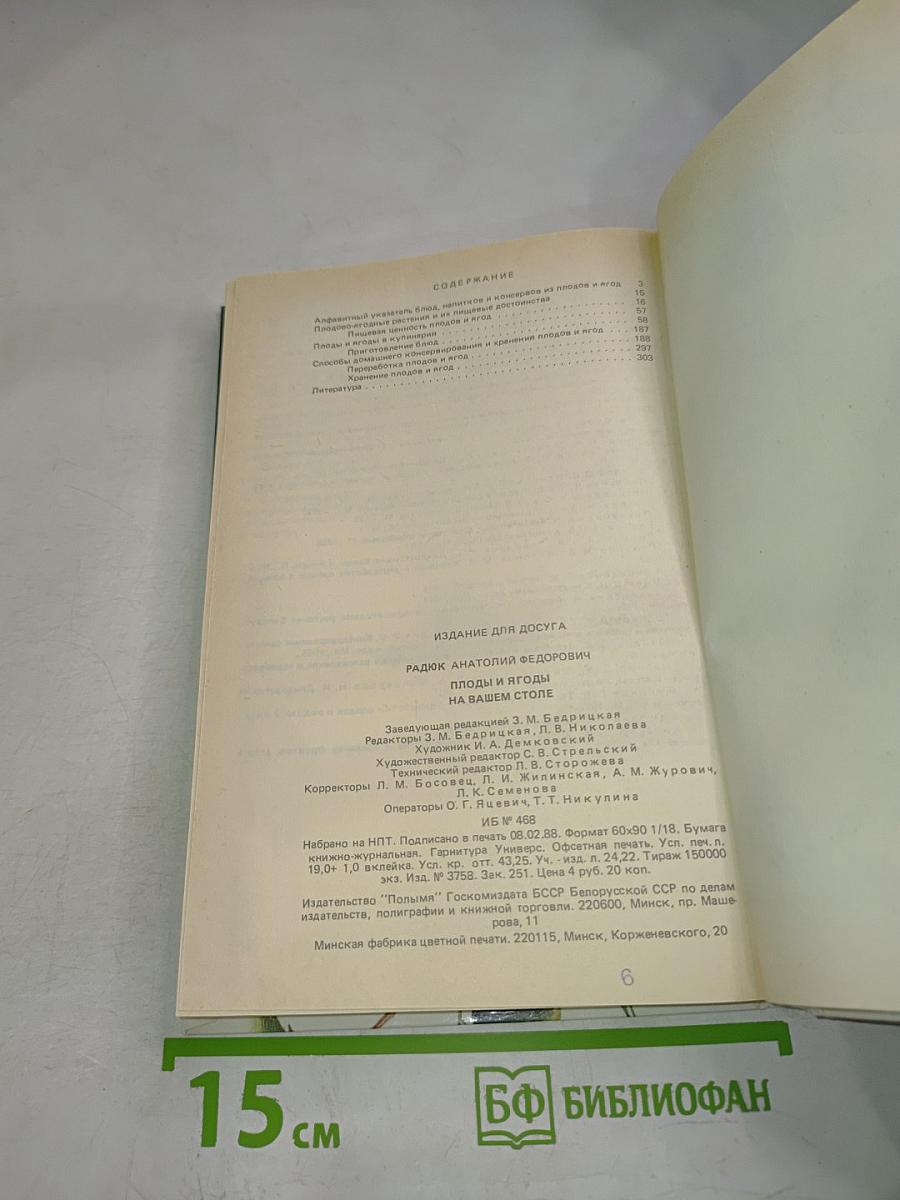 СОДЕРЖАНИЕ
Алфавитный указатель блюд, напитков и консервов из плодов и ягод 3
Плодово-ягодные растения и их пищевые достоинства 15
Пищевая ценность плодов и ягод 16
Плоды и ягоды в кулинарии 57
Приготовление блюд 58
Способы домашнего консервирования и хранения плодов и ягод 187
Переработка плодов и ягод 188
Хранение плодов и ягод 297
Литература 303
ИЗДАНИЕ ДЛЯ ДОСУГА
РАДЮК АНАТОЛИЙ ФЕДОРОВИЧ
ПЛОДЫ И ЯГОДЫ
НА ВАШЕМ СТОЛЕ
Заведующая редакцией З. М. Бедрицкая
Редакторы З. М. Бедрицкая, Л. В. Николаева
Художник И. А. Демковский
Художественный редактор С. В. Стрельский
Технический редактор Л. В. Сторожева
Корректоры Л. М. Босовец, Л. И. Жилинская, А. М. Журович,
Л. К. Семенова
Операторы О. Г. Яцевич, Т. Т. Никулина
ИБ № 468
Набрано на НПТ. Подписано в печать 08.02.88. Формат 60х90 1/18. Бумага
книжно-журнальная. Гарнитура Универс. Офсетная печать. Усл. печ. л.
19,0+ 1,0 вклейка. Усл. кр. отт. 43,25. Уч. - изд. л. 24,22. Тираж 150000
экз. Изд. № 3758. Зак. 251. Цена 4 руб. 20 коп.
Издательство "Полымя" Госкомиздата БССР Белорусской ССР по делам
издательств, полиграфии и книжной торговли. 220600, Минск, пр. Маше-
рова, 11
Минская фабрика цветной печати. 220115, Минск, Корженевского, 20
6
15 см
БФ БИБЛИОФАН